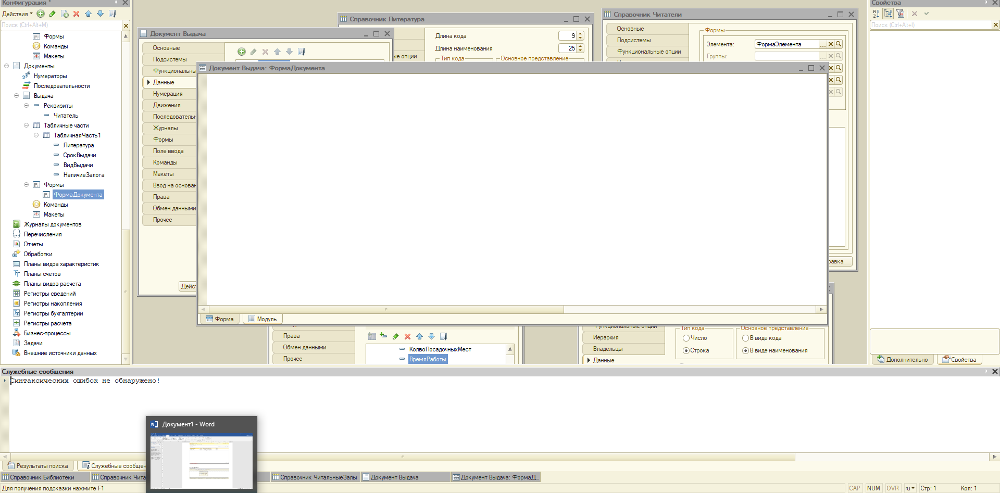 Конфигурация *
Действия
Поиск (Ctrl+Alt+M)
Формы
Команды
Макеты
Документы
Нумераторы
Последовательности
Выдача
Реквизиты
Читатель
Табличные части
ТабличнаяЧасть1
Литература
СрокВыдачи
ВидВыдачи
НаличиеЗалога
Формы
ФормаДокумента
Команды
Макеты
Журналы документов
Перечисления
Отчеты
Обработки
Планы видов характеристик
Планы счетов
Планы видов расчета
Регистры сведений
Регистры накопления
Регистры бухгалтерии
Регистры расчета
Бизнес-процессы
Задачи
Внешние источники данных
Документ Выдача
Основные
Подсистемы
Функциональнь
Данные
Нумерация
Движения
Последовательн
Журналы
Формы
Поле ввода
Команды
Макеты
Ввод на основан
Права
Обмен данными
Прочее
Дейс
Справочник Литература
Длина кода
9
Длина наименования
25
ые опции
Тип кода
Основное представление
Справочник Читатели
Основные
Подсистемы
Функциональные опции
Формы
Элемента:
ФормаЭлемента
...
Группы:
...
равка
Документ Выдача: ФормаДокумента
Форма
Модуль
Права
Обмен данными
Прочее
КолвоПосадочныхМест
ВремяРаботы
Функциональные опции
Иерархия
Владельцы
Данные
Тип кода
Число
Строка
Основное представление
В виде кода
В виде наименования
Свойства
Поиск (Ctrl+Alt+I)
Дополнительно
Свойства
Служебные сообщения
Синтаксических ошибок не обнаружено!
Документ1 - Word
Результаты поиска
Служебные сообщен
Справочник Библиотеки
Справочник Чита
Справочник ЧитальныеЗалы
Документ Выдача
Документ Выдача: ФормаД...
Для получения подсказки нажмите F1
CAP
NUM
OVR
ru
Стр: 1
Кол: 1